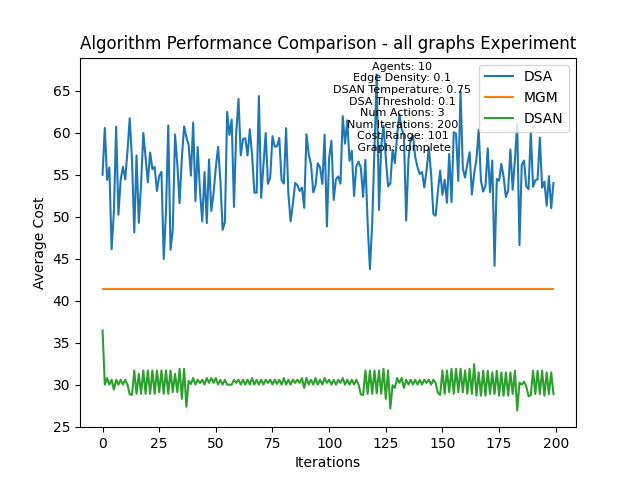 Algorithm Performance Comparison - all graphs Experiment
Agents: 10
Edge Density: 0.1
DSAN Temperature: 0.75
DSA Threshold: 0.1
Num Actions: 3
Num Iterations: 200
Cost Range: 101
Graph: complete
DSA
MGM
DSAN
Average Cost
65
60
55
50
45
40
35
30
25
0
25
50
75
100
125
150
175
200
Iterations